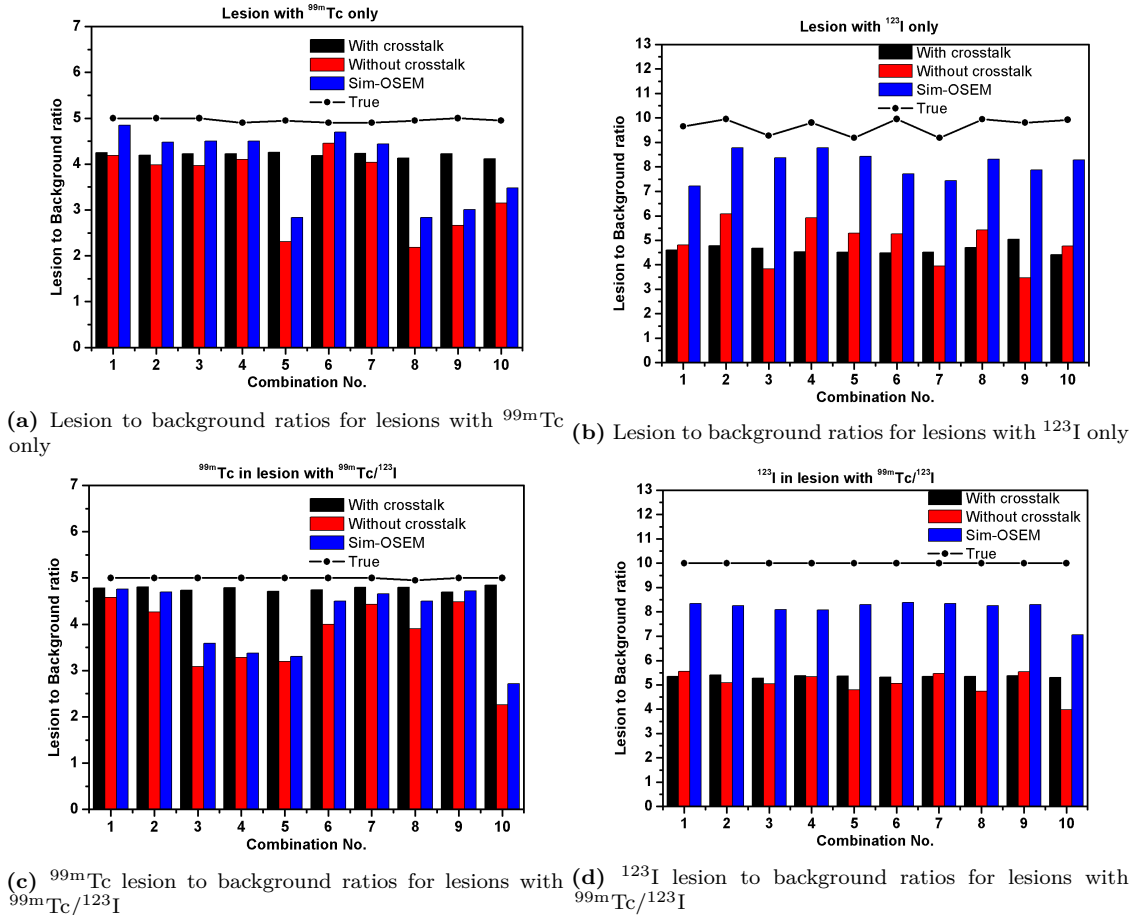 Lesion with ⁹⁹ᵐTc only
Lesion to Background ratio
7
6
5
4
3
2
1
0
With crosstalk
Without crosstalk
Sim-OSEM
True
1 2 3 4 5 6 7 8 9 10
Combination No.
(a) Lesion to background ratios for lesions with ⁹⁹ᵐTc
only
Lesion with ¹²³I only
Lesion to Background ratio
13
12
11
10
9
8
7
6
5
4
3
2
1
0
With crosstalk
Without crosstalk
Sim-OSEM
True
1 2 3 4 5 6 7 8 9 10
Combination No.
(b) Lesion to background ratios for lesions with ¹²³I only
⁹⁹ᵐTc in lesion with ⁹⁹ᵐTc/¹²³I
Lesion to Background ratio
7
6
5
4
3
2
1
0
With crosstalk
Without crosstalk
Sim-OSEM
True
1 2 3 4 5 6 7 8 9 10
Combination No.
(c) ⁹⁹ᵐTc lesion to background ratios for lesions with
⁹⁹ᵐTc/¹²³I
¹²³I in lesion with ⁹⁹ᵐTc/¹²³I
Lesion to Background ratio
13
12
11
10
9
8
7
6
5
4
3
2
1
0
With crosstalk
Without crosstalk
Sim-OSEM
True
1 2 3 4 5 6 7 8 9 10
Combination No.
(d) ¹²³I lesion to background ratios for lesions with
⁹⁹ᵐTc/¹²³I